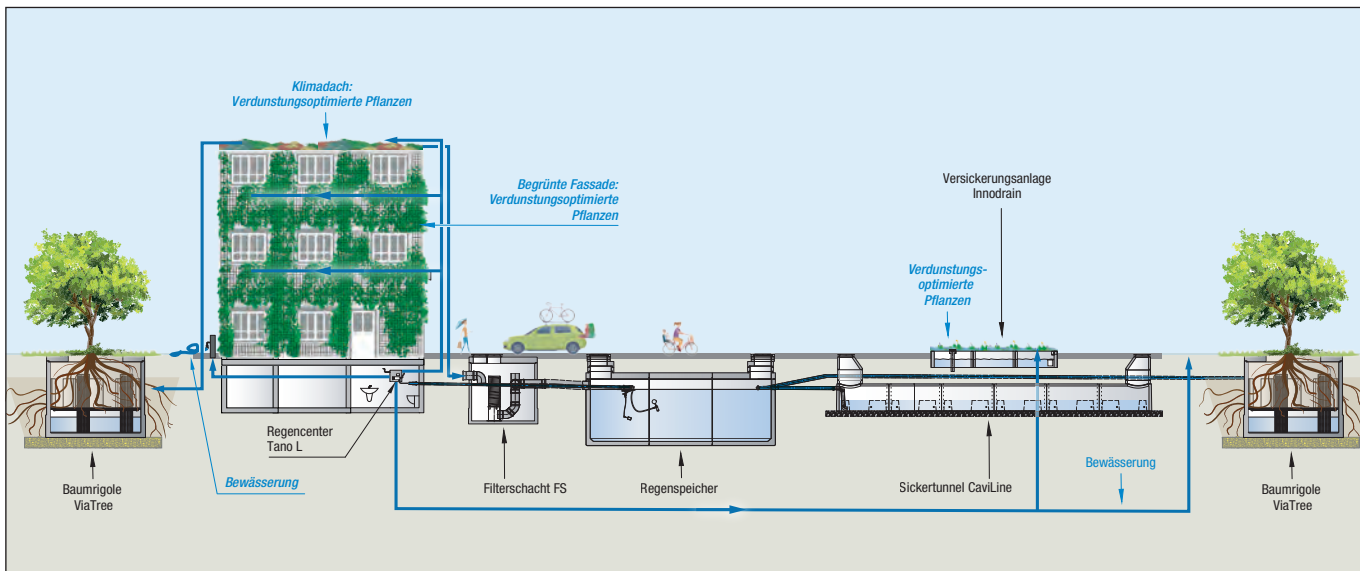 Klimadach:
Verdunstungsoptimierte Pflanzen
Begrünte Fassade:
Verdunstungsoptimierte
Pflanzen
Versickerungsanlage
Innodrain
Verdunstungs-
optimierte
Pflanzen
Regencenter
Tano L
Bewässerung
Baumrigole
ViaTree
Filterschacht FS
Regenspeicher
Sickertunnel CaviLine
Bewässerung
Baumrigole
ViaTree